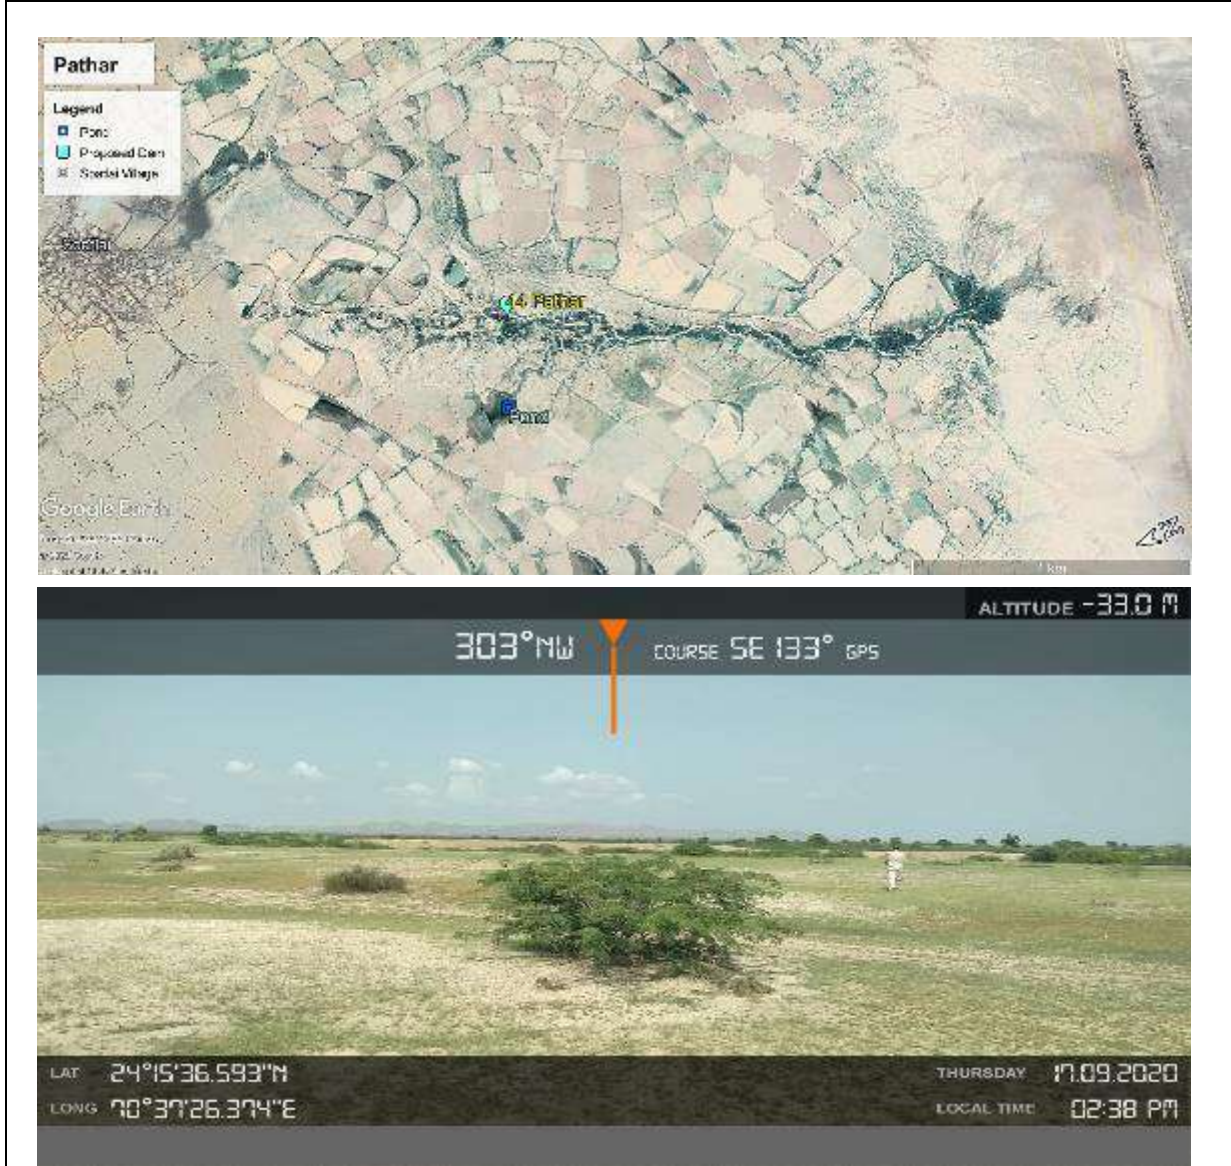 Pathar
Legend
Pond
Proposed Dam
Village
14 Pathar
Pond
Google Earth
1 km
ALTITUDE -33.0 M
303°NW COURSE SE 133° GPS
LAT 24°15'36.593"N
LONG 70°37'26.374"E
THURSDAY 17.09.2020
LOCAL TIME 02:38 PM